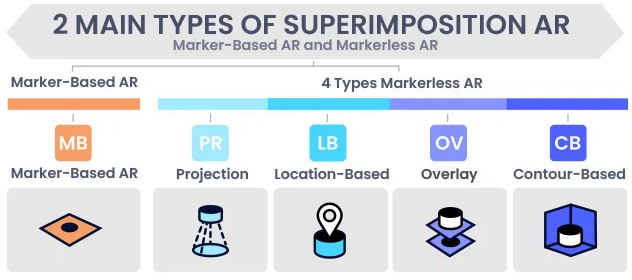 2 MAIN TYPES OF SUPERIMPOSITION AR
Marker-Based AR and Markerless AR
Marker-Based AR
4 Types Markerless AR
MB
PR
LB
OV
CB
Marker-Based AR
Projection
Location-Based
Overlay
Contour-Based